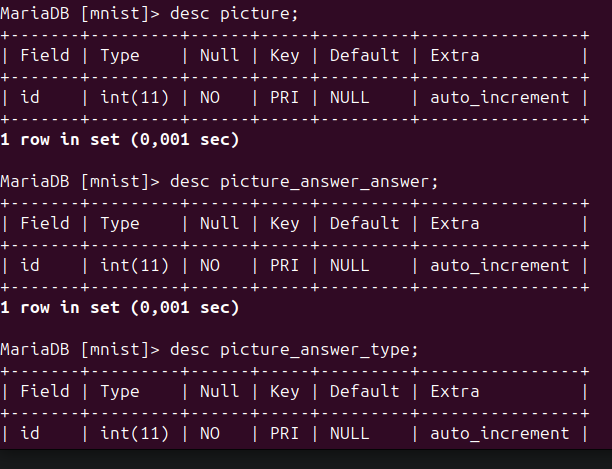 MariaDB [mnist]> desc picture;
+-------+---------+------+-----+---------+----------------+
| Field | Type    | Null | Key | Default | Extra          |
+-------+---------+------+-----+---------+----------------+
| id    | int(11) | NO   | PRI | NULL    | auto_increment |
+-------+---------+------+-----+---------+----------------+
1 row in set (0,001 sec)
MariaDB [mnist]> desc picture_answer_answer;
+-------+---------+------+-----+---------+----------------+
| Field | Type    | Null | Key | Default | Extra          |
+-------+---------+------+-----+---------+----------------+
| id    | int(11) | NO   | PRI | NULL    | auto_increment |
+-------+---------+------+-----+---------+----------------+
1 row in set (0,001 sec)
MariaDB [mnist]> desc picture_answer_type;
+-------+---------+------+-----+---------+----------------+
| Field | Type    | Null | Key | Default | Extra          |
+-------+---------+------+-----+---------+----------------+
| id    | int(11) | NO   | PRI | NULL    | auto_increment |